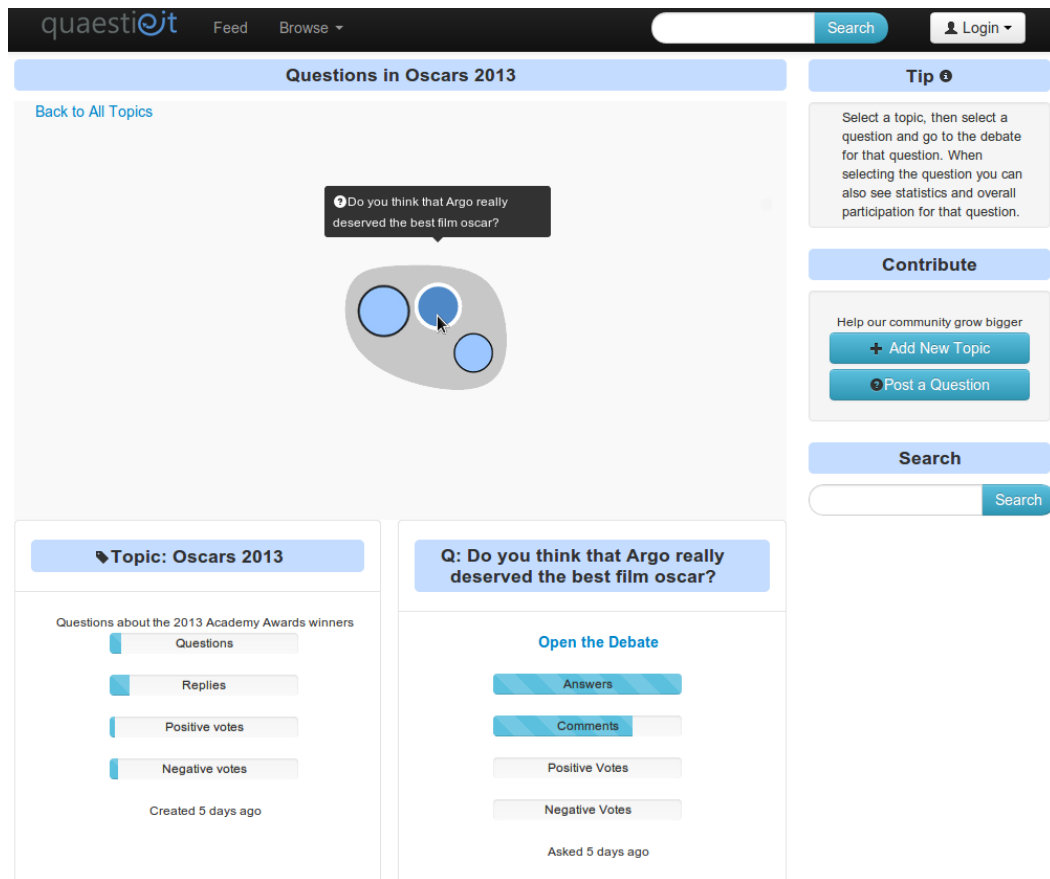 quaestioit Feed Browse Search Login
Questions in Oscars 2013
Back to All Topics
Do you think that Argo really
deserved the best film oscar?
Topic: Oscars 2013
Questions about the 2013 Academy Awards winners
Questions
Replies
Positive votes
Negative votes
Created 5 days ago
Q: Do you think that Argo really
deserved the best film oscar?
Open the Debate
Answers
Comments
Positive Votes
Negative Votes
Asked 5 days ago
Tip
Select a topic, then select a
question and go to the debate
for that question. When
selecting the question you can
also see statistics and overall
participation for that question.
Contribute
Help our community grow bigger
Add New Topic
Post a Question
Search
Search